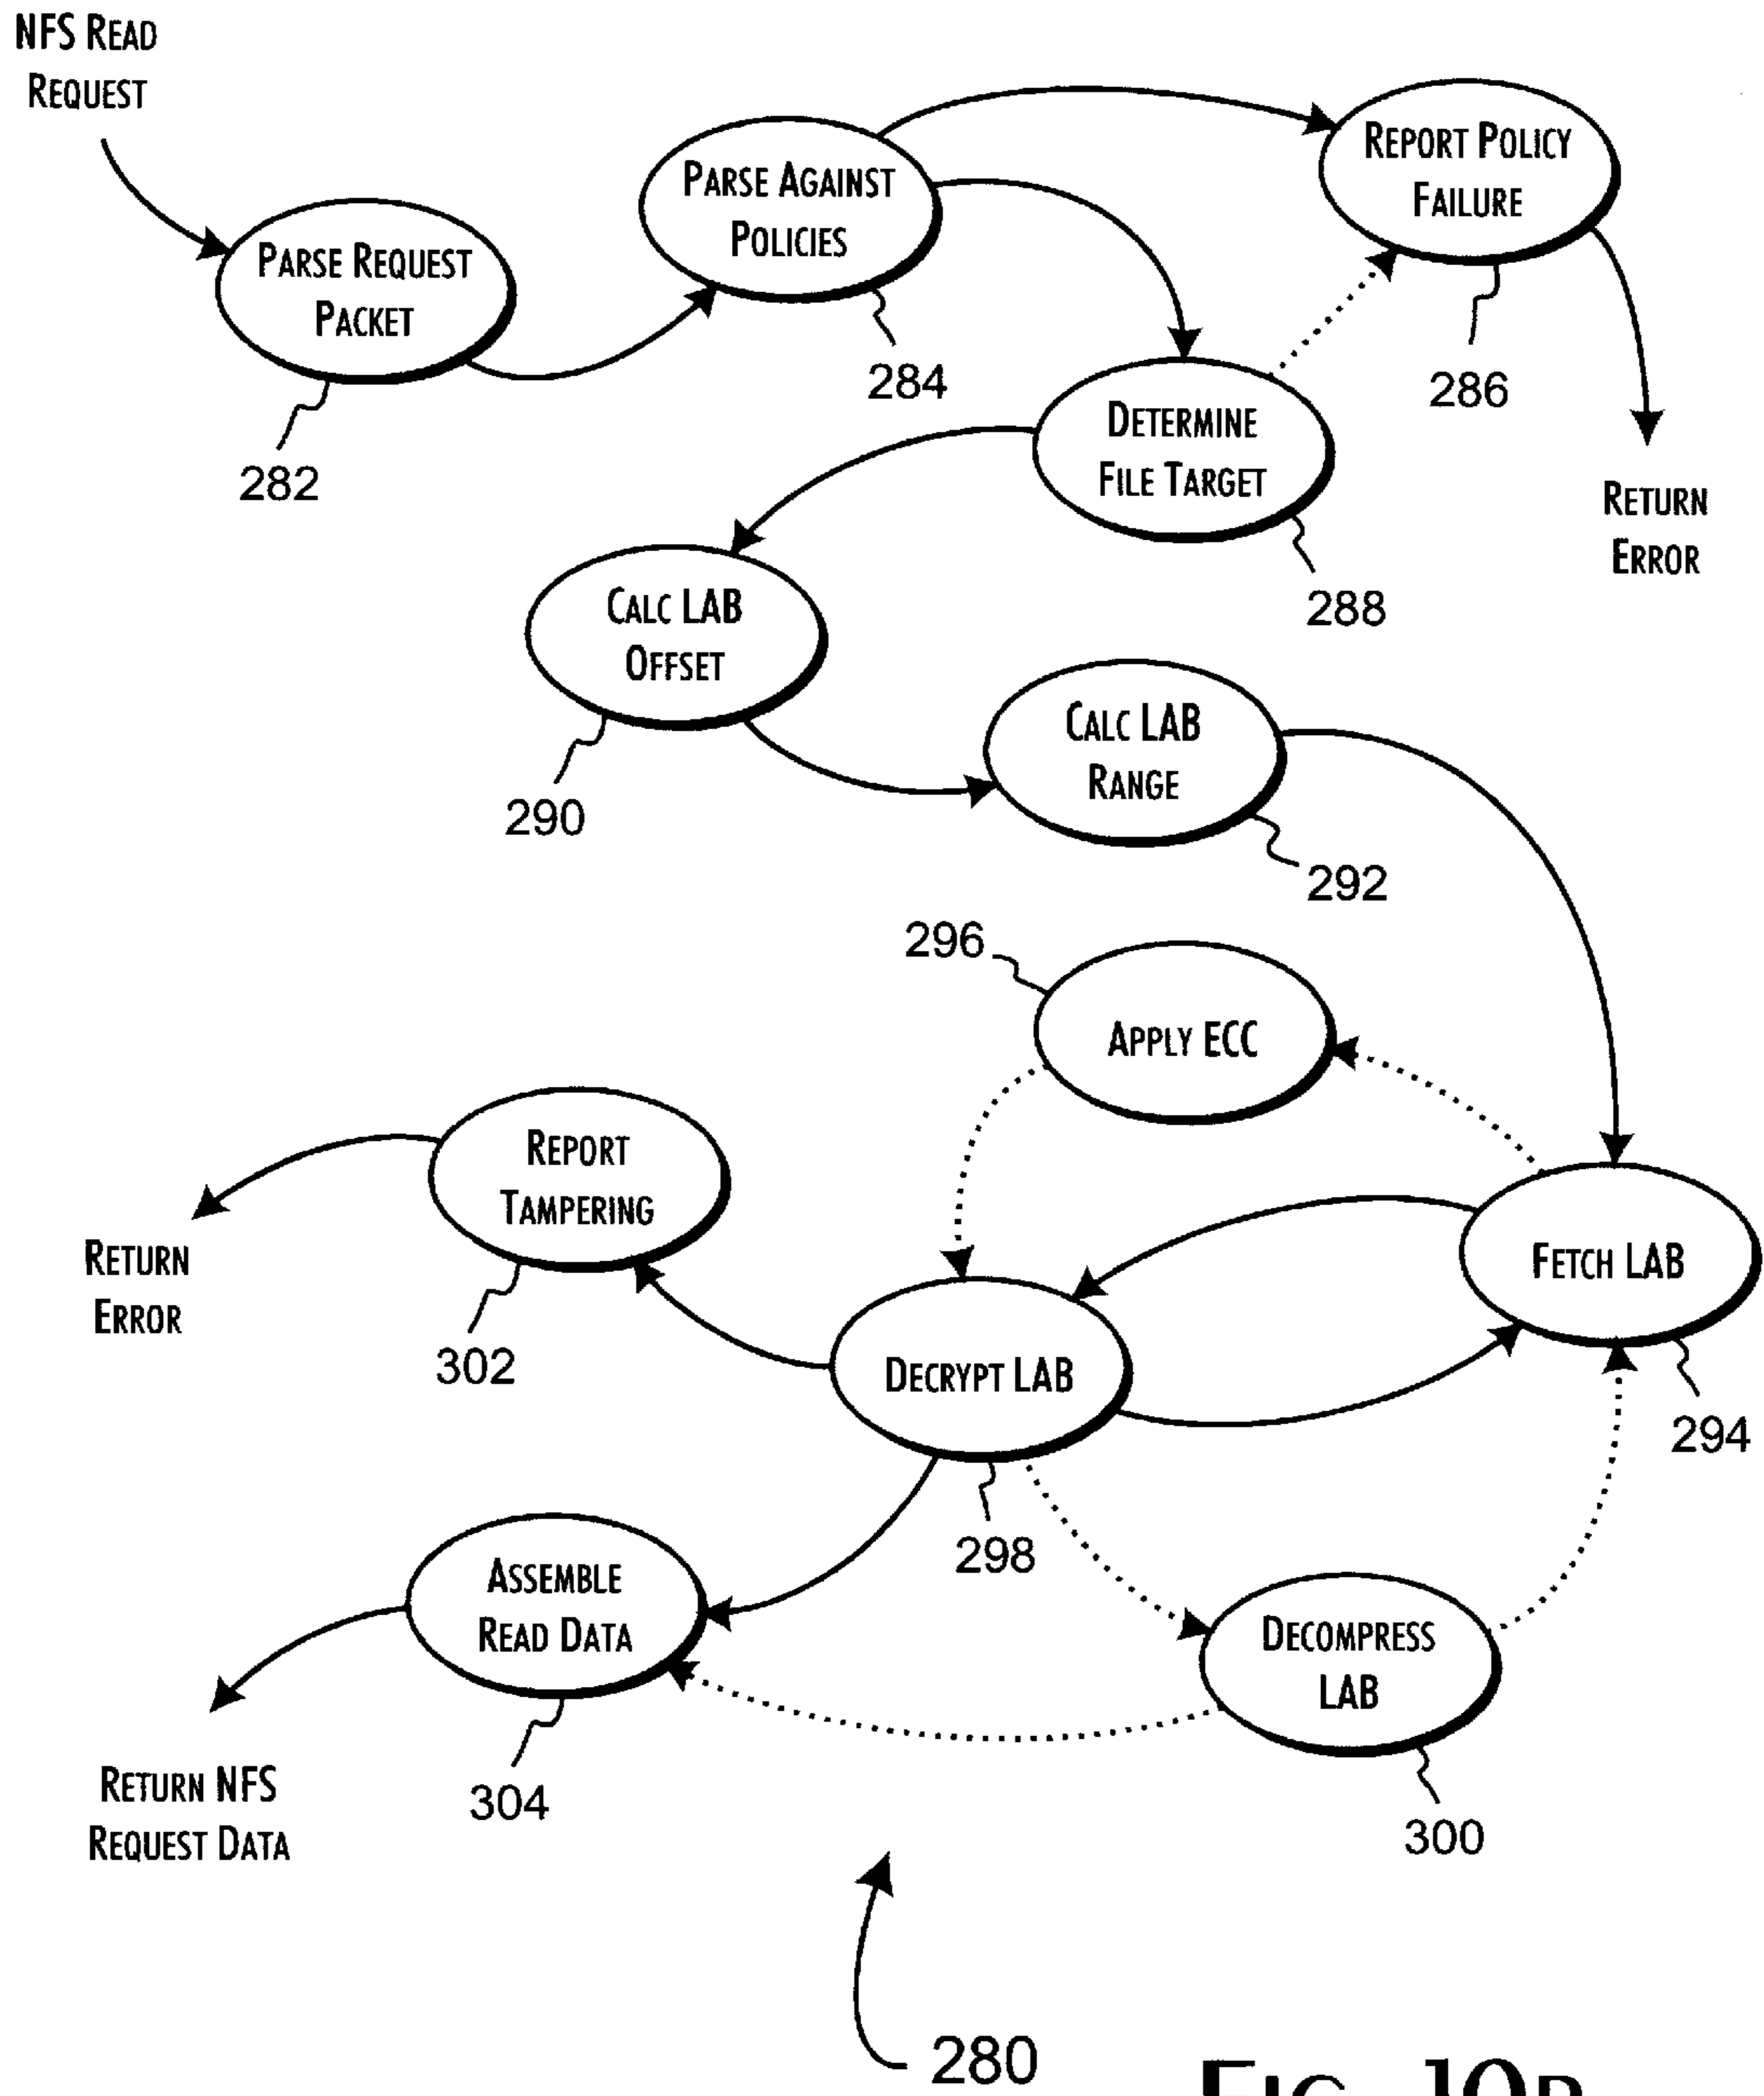 NFS READ
REQUEST
PARSE REQUEST
PACKET
282
PARSE AGAINST
POLICIES
284
REPORT POLICY
FAILURE
286
RETURN
ERROR
DETERMINE
FILE TARGET
288
CALC LAB
OFFSET
290
CALC LAB
RANGE
292
296
APPLY ECC
REPORT
TAMPERING
302
RETURN
ERROR
FETCH LAB
294
DECRYPT LAB
298
ASSEMBLE
READ DATA
304
DECOMPRESS
LAB
300
RETURN NFS
REQUEST DATA
280
FIG. 10B